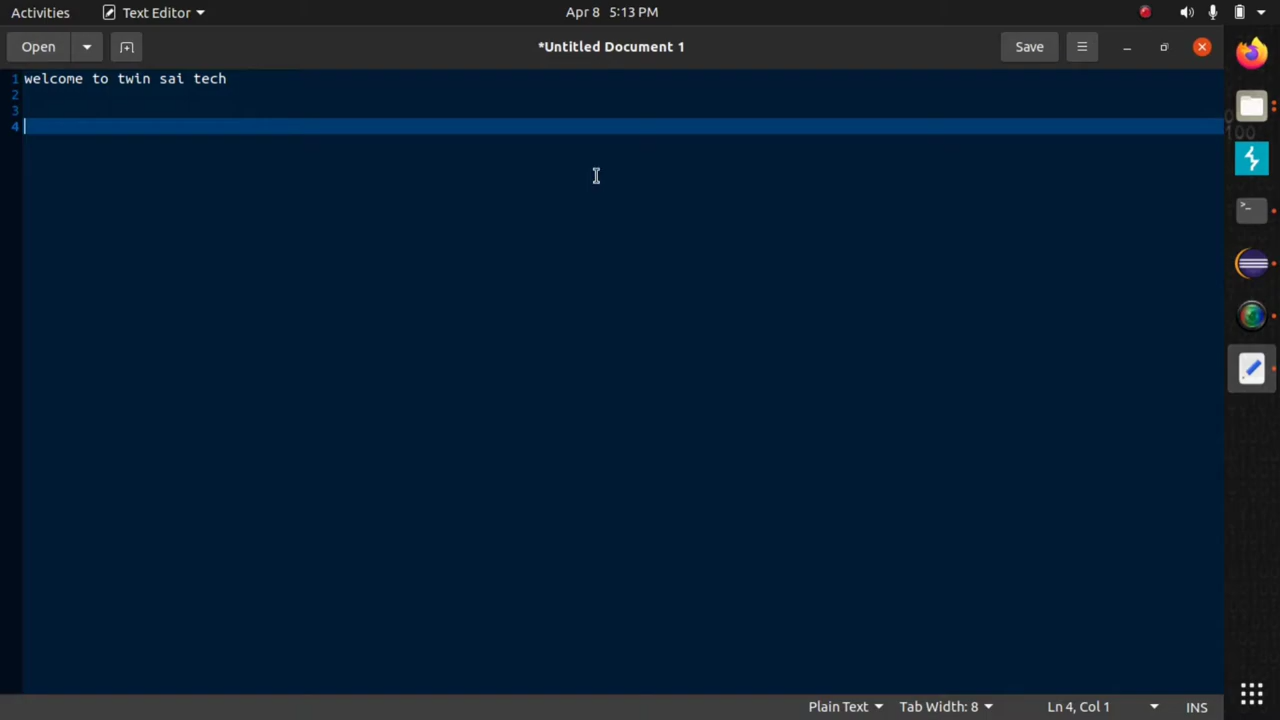 Activities Text Editor Apr 8 5:13 PM
Open *Untitled Document 1 Save
1 welcome to twin sai tech
2
3
4
Plain Text Tab Width: 8 Ln 4, Col 1 INS